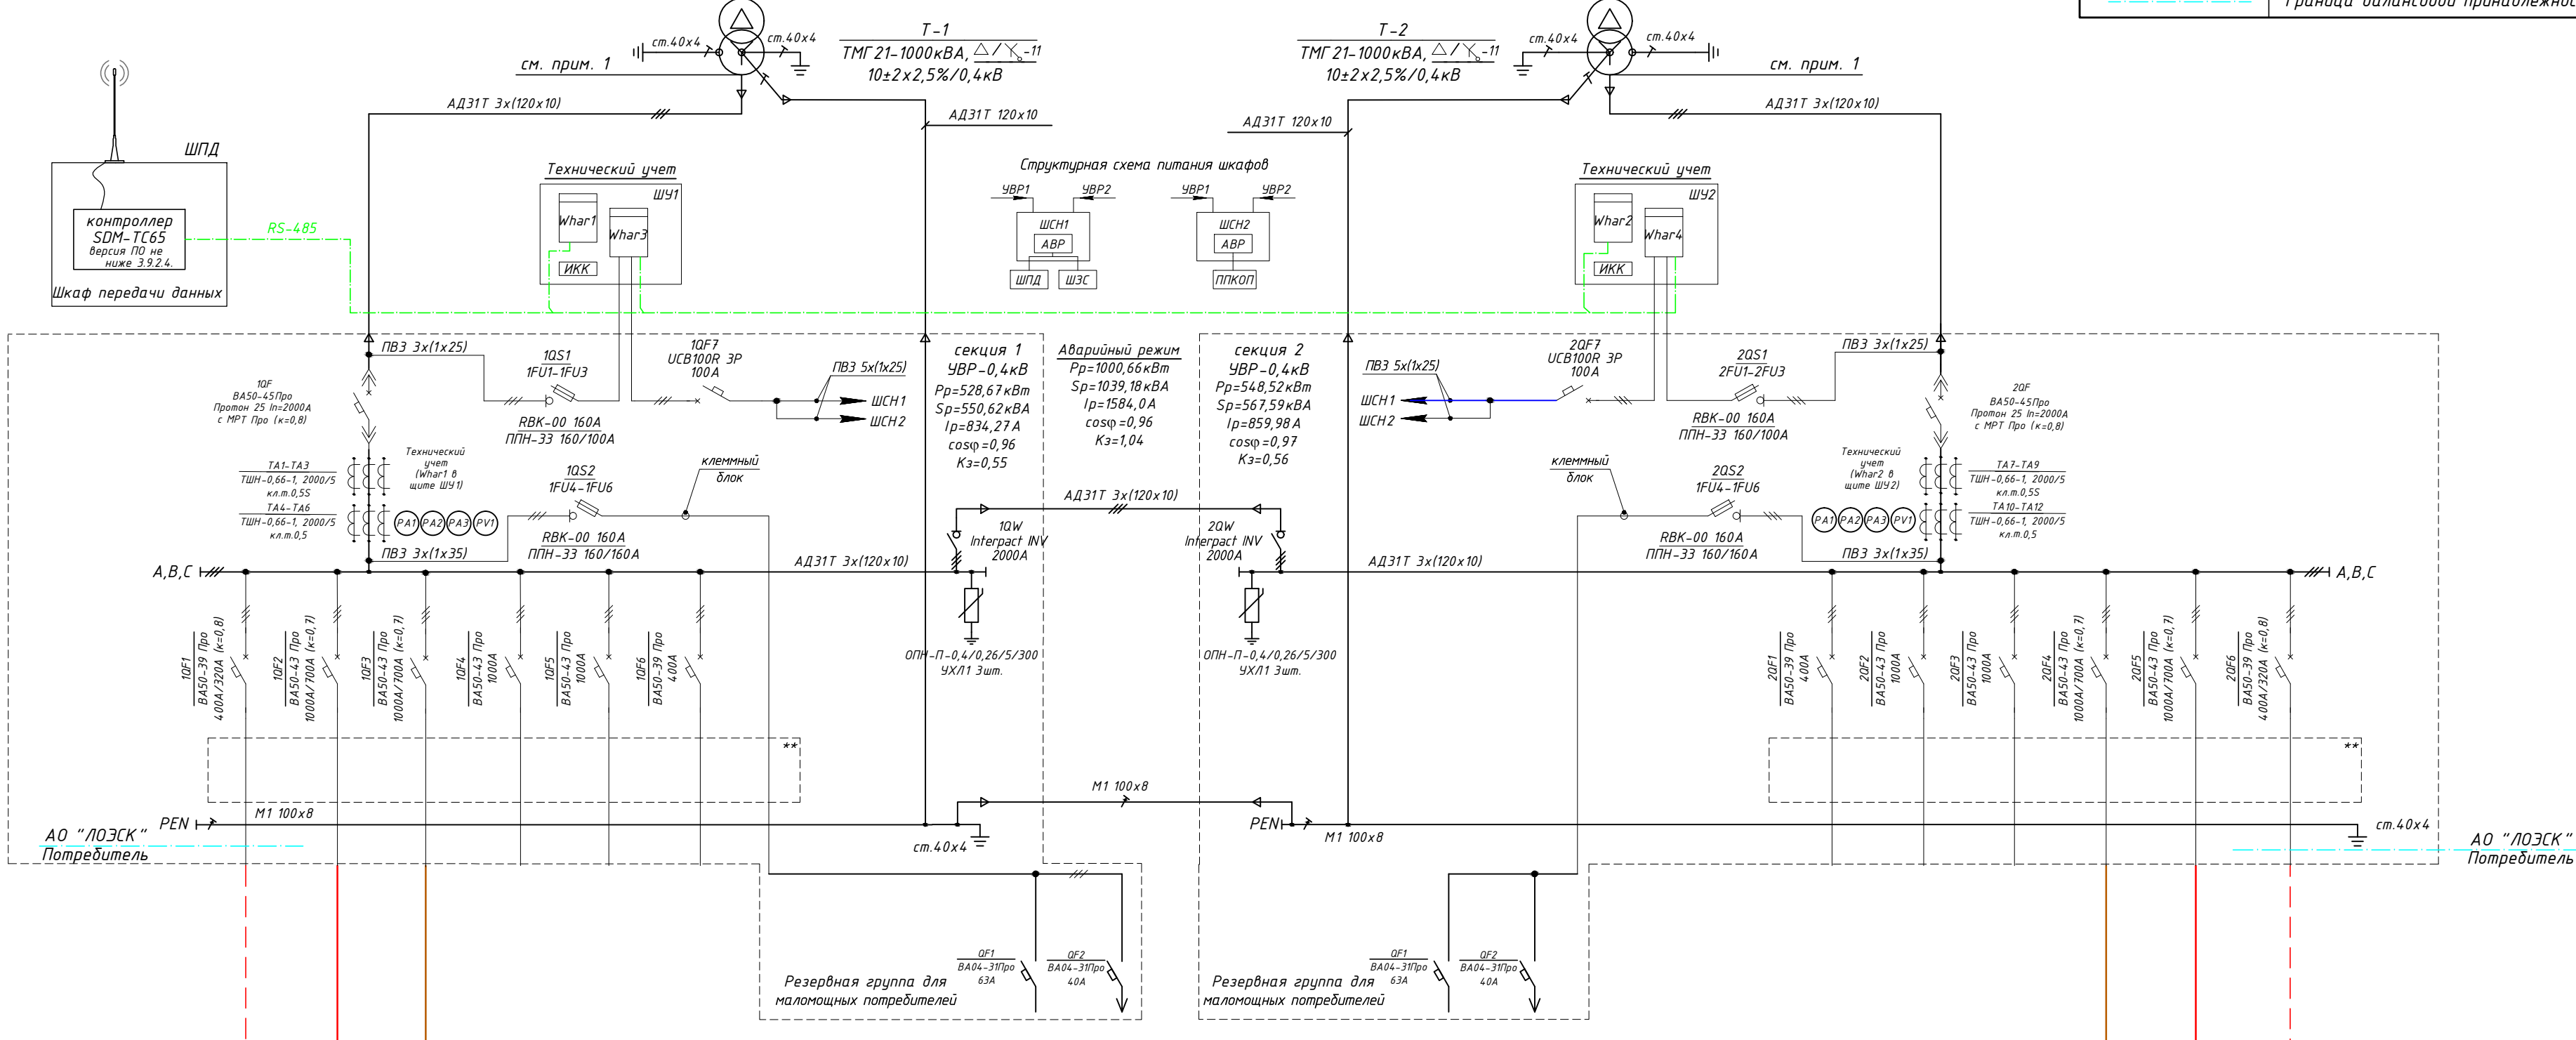 Граница балансовой принадлежнос
Т-1
ТМГ21-1000кВА, △/Y-11
10±2х2,5%/0,4кВ
ст.40х4
ст.40х4
см. прим. 1
АД31Т 3х(120х10)
АД31Т 120х10
Т-2
ТМГ21-1000кВА, △/Y-11
10±2х2,5%/0,4кВ
ст.40х4
ст.40х4
см. прим. 1
АД31Т 3х(120х10)
АД31Т 120х10
ШПД
контроллер
SDM-TC65
версия ПО не
ниже 3.9.2.4.
Шкаф передачи данных
RS-485
Технический учет
ШУ1
Whar1
Whar3
ИКК
Структурная схема питания шкафов
УВР1
УВР2
ШСН1
АВР
ШПД
ШЗС
УВР1
УВР2
ШСН2
АВР
ППКОП
Технический учет
ШУ2
Whar2
Whar4
ИКК
ПВ3 3х(1х25)
1QS1
1FU1-1FU3
RBK-00 160А
ППН-33 160/100А
1QF7
UCB100R 3P
100А
ПВ3 5х(1х25)
ШСН1
ШСН2
1QF
ВА50-45Про
Протон 25 In=2000А
с МРТ Про (к=0,8)
ТА1-ТА3
ТШН-0,66-1, 2000/5
кл.т.0,5S
ТА4-ТА6
ТШН-0,66-1, 2000/5
кл.т.0,5
Технический
учет
(Whar1 в
щите ШУ1)
PA1
PA2
PA3
PV1
1QS2
1FU4-1FU6
RBK-00 160А
ППН-33 160/160А
клеммный
блок
ПВ3 3х(1х35)
секция 1
УВР-0,4кВ
Рр=528,67кВт
Sр=550,62кВА
Iр=834,27А
cosφ=0,96
Кз=0,55
Аварийный режим
Рр=1000,66кВт
Sр=1039,18кВА
Iр=1584,0А
cosφ=0,96
Кз=1,04
секция 2
УВР-0,4кВ
Рр=548,52кВт
Sр=567,59кВА
Iр=859,98А
cosφ=0,97
Кз=0,56
АД31Т 3х(120х10)
1QW
Interpact INV
2000А
2QW
Interpact INV
2000А
ПВ3 5х(1х25)
ШСН1
ШСН2
2QF7
UCB100R 3P
100А
2QS1
2FU1-2FU3
RBK-00 160А
ППН-33 160/100А
ПВ3 3х(1х25)
2QF
ВА50-45Про
Протон 25 In=2000А
с МРТ Про (к=0,8)
клеммный
блок
2QS2
1FU4-1FU6
RBK-00 160А
ППН-33 160/160А
Технический
учет
(Whar2 в
щите ШУ2)
PA1
PA2
PA3
PV1
ТА7-ТА9
ТШН-0,66-1, 2000/5
кл.т.0,5S
ТА10-ТА12
ТШН-0,66-1, 2000/5
кл.т.0,5
ПВ3 3х(1х35)
А,В,С
АД31Т 3х(120х10)
АД31Т 3х(120х10)
А,В,С
ОПН-П-0,4/0,26/5/300
УХЛ1 3шт.
ОПН-П-0,4/0,26/5/300
УХЛ1 3шт.
1QF1
ВА50-39 Про
400А/320А (к=0,8)
1QF2
ВА50-43 Про
1000А/700А (к=0,7)
1QF3
ВА50-43 Про
1000А/700А (к=0,7)
1QF4
ВА50-43 Про
1000А
1QF5
ВА50-43 Про
1000А
1QF6
ВА50-39 Про
400А
2QF1
ВА50-39 Про
400А
2QF2
ВА50-43 Про
1000А
2QF3
ВА50-43 Про
1000А
2QF4
ВА50-43 Про
1000А/700А (к=0,7)
2QF5
ВА50-43 Про
1000А/700А (к=0,7)
2QF6
ВА50-39 Про
400А/320А (к=0,8)
**
**
М1 100х8
PEN
М1 100х8
ст.40х4
PEN
М1 100х8
ст.40х4
АО "ЛОЭСК"
Потребитель
АО "ЛОЭСК"
Потребитель
QF1
ВА04-31Про
63А
QF2
ВА04-31Про
40А
Резервная группа для
маломощных потребителей
QF1
ВА04-31Про
63А
QF2
ВА04-31Про
40А
Резервная группа для
маломощных потребителей